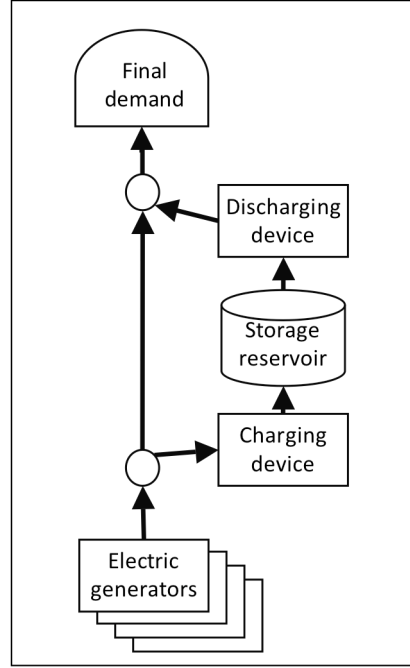 Final
demand
Discharging
device
Storage
reservoir
Charging
device
Electric
generators